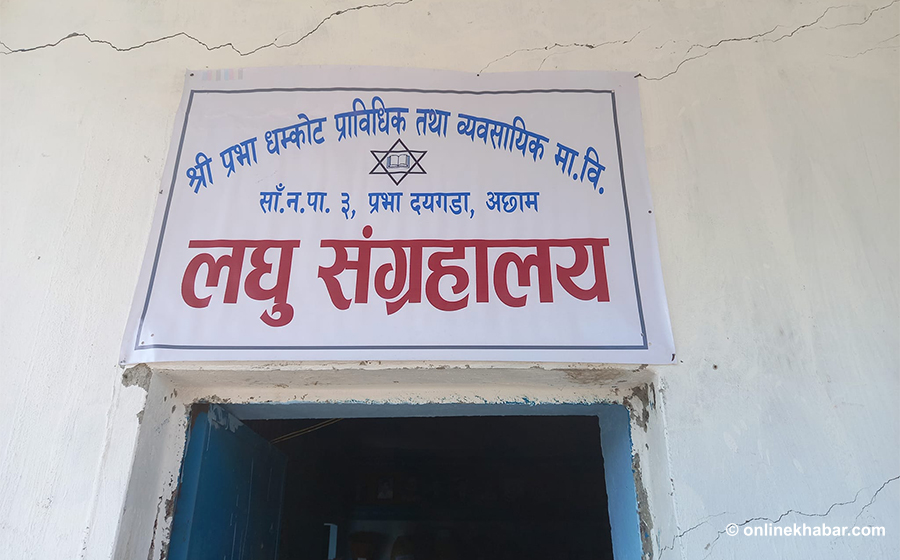 श्री प्रभा धम्कोट प्राविधिक तथा व्यवसायिक मा.वि.
साँ.न.पा. ३, प्रभा दयगडा, अछाम
लघु संग्रहालय
© onlinekhabar.com